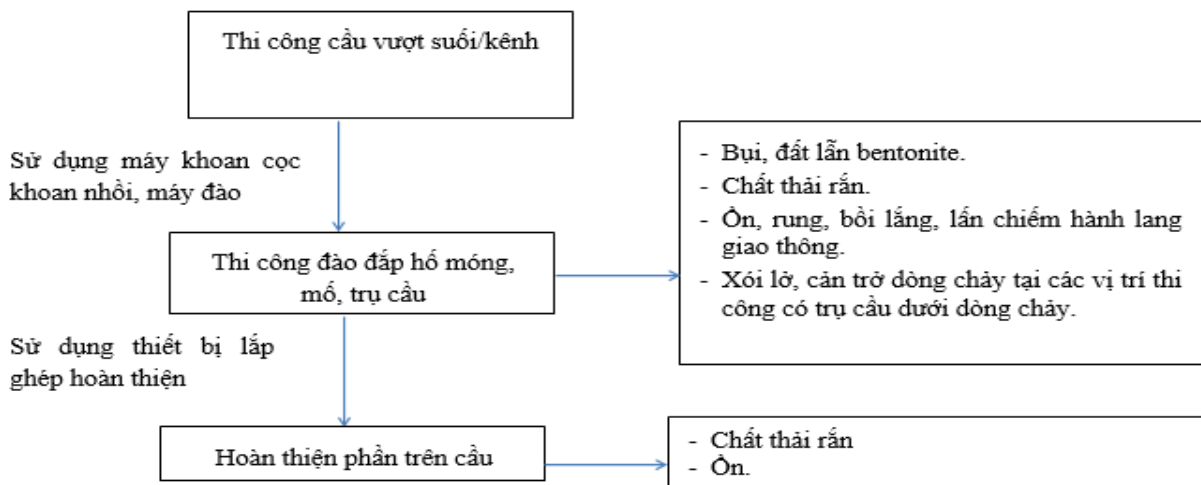 Thi công cầu vượt suối/kênh
Sử dụng máy khoan cọc
khoan nhồi, máy đào
- Bụi, đất lẫn bentonite.
- Chất thải rắn.
- Ồn, rung, bồi lắng, lấn chiếm hành lang
giao thông.
- Xói lở, cản trở dòng chảy tại các vị trí thi
công có trụ cầu dưới dòng chảy.
Thi công đào đắp hố móng,
mố, trụ cầu
Sử dụng thiết bị lắp
ghép hoàn thiện
Hoàn thiện phần trên cầu
- Chất thải rắn
- Ồn.